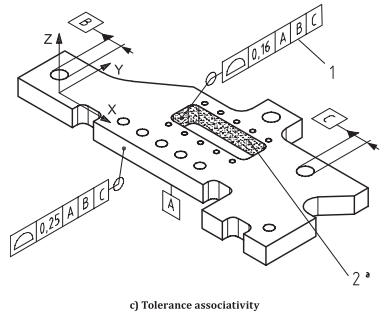 B
Z
Y
X
0,16 A B C
1
C
0,25 A B C
A
2 a
c) Tolerance associativity